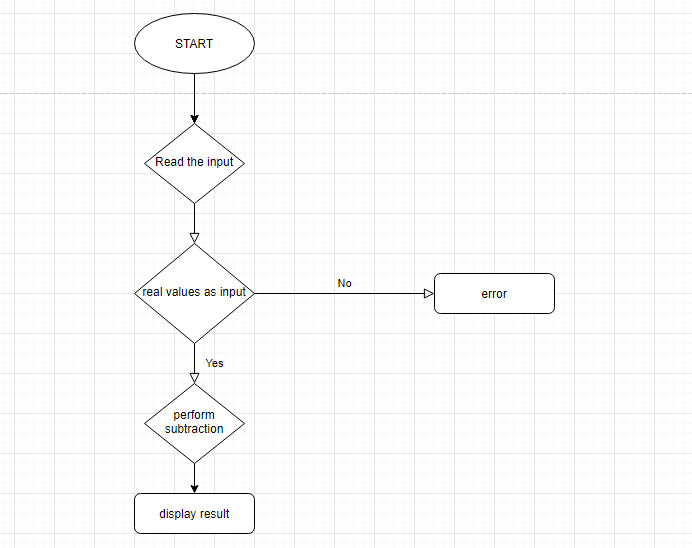 START
Read the input
real values as input
No
error
Yes
perform
subtraction
display result